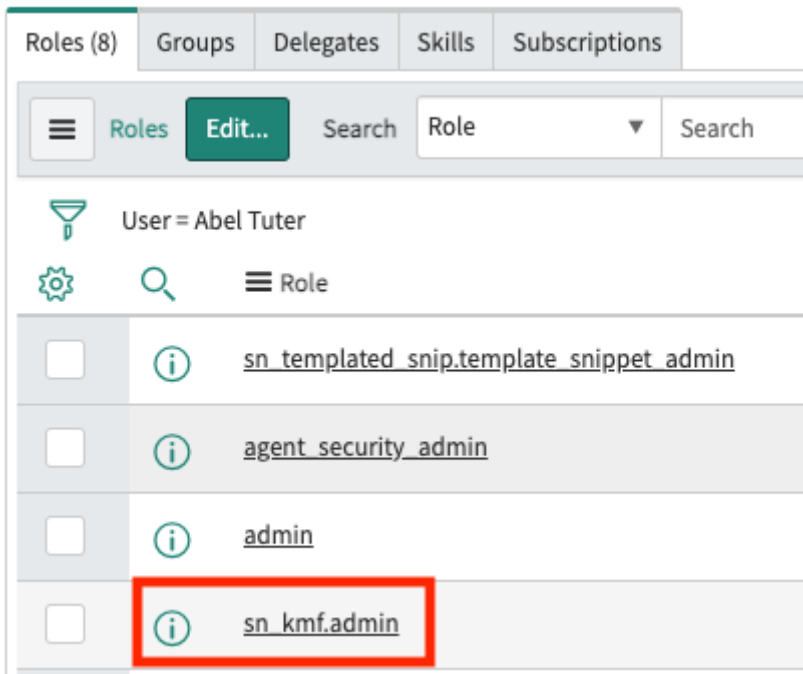 Roles (8) Groups Delegates Skills Subscriptions
Roles Edit... Search Role Search
User = Abel Tuter
Role
sn_templated_snip.template_snippet_admin
agent_security_admin
admin
sn_kmf.admin